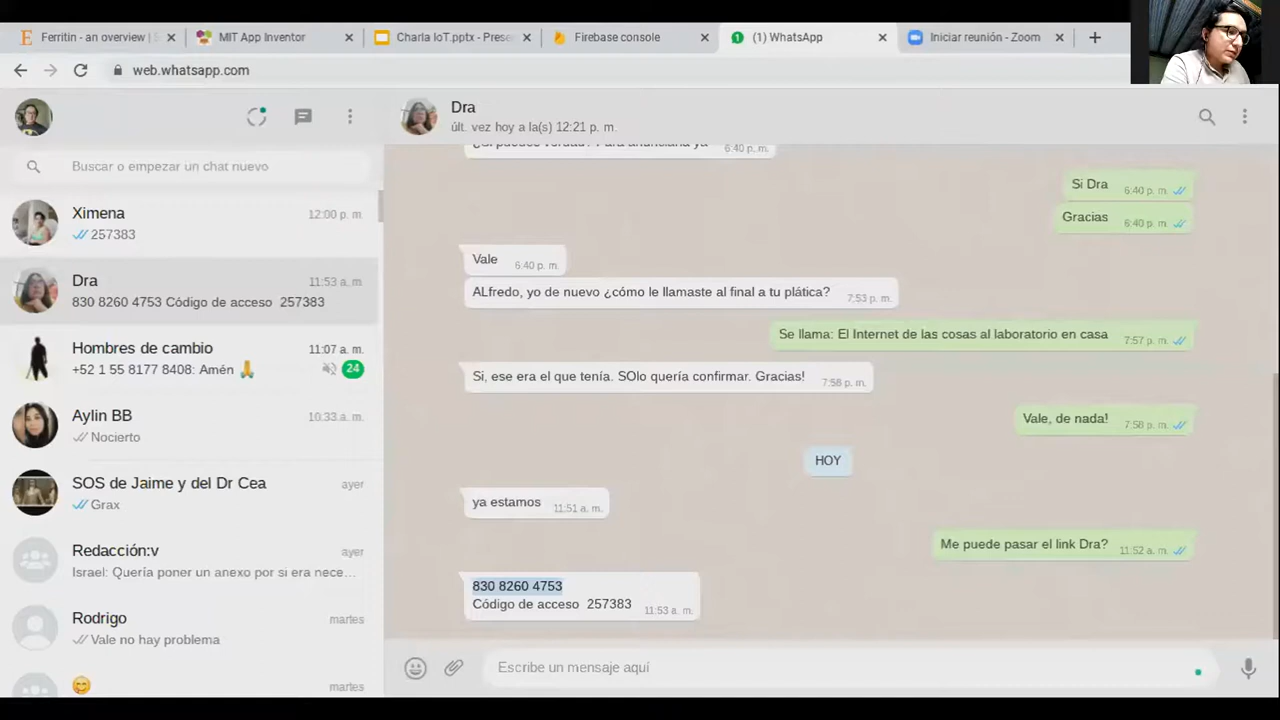 Ferritin - an overview | S
MIT App Inventor
Charla IoT.pptx - Prese
Firebase console
(1) WhatsApp
Iniciar reunión - Zoom
web.whatsapp.com
Buscar o empezar un chat nuevo
Ximena
12:00 p. m.
257383
Dra
11:53 a. m.
830 8260 4753 Código de acceso 257383
Hombres de cambio
11:07 a. m.
+52 1 55 8177 8408: Amén 🙏
24
Aylin BB
10:33 a. m.
Nocierto
SOS de Jaime y del Dr Cea
ayer
Grax
Redacción:v
ayer
Israel: Quería poner un anexo por si era nece…
Rodrigo
martes
Vale no hay problema
martes
Dra
últ. vez hoy a la(s) 12:21 p. m.
¿Si puedes verdad? Para anunciarla ya
6:40 p. m.
Si Dra
6:40 p. m.
Gracias
6:40 p. m.
Vale
6:40 p. m.
ALfredo, yo de nuevo ¿cómo le llamaste al final a tu plática?
7:53 p. m.
Se llama: El Internet de las cosas al laboratorio en casa
7:57 p. m.
Si, ese era el que tenía. SOlo quería confirmar. Gracias!
7:58 p. m.
Vale, de nada!
7:58 p. m.
HOY
ya estamos
11:51 a. m.
Me puede pasar el link Dra?
11:52 a. m.
830 8260 4753
Código de acceso 257383
11:53 a. m.
Escribe un mensaje aquí